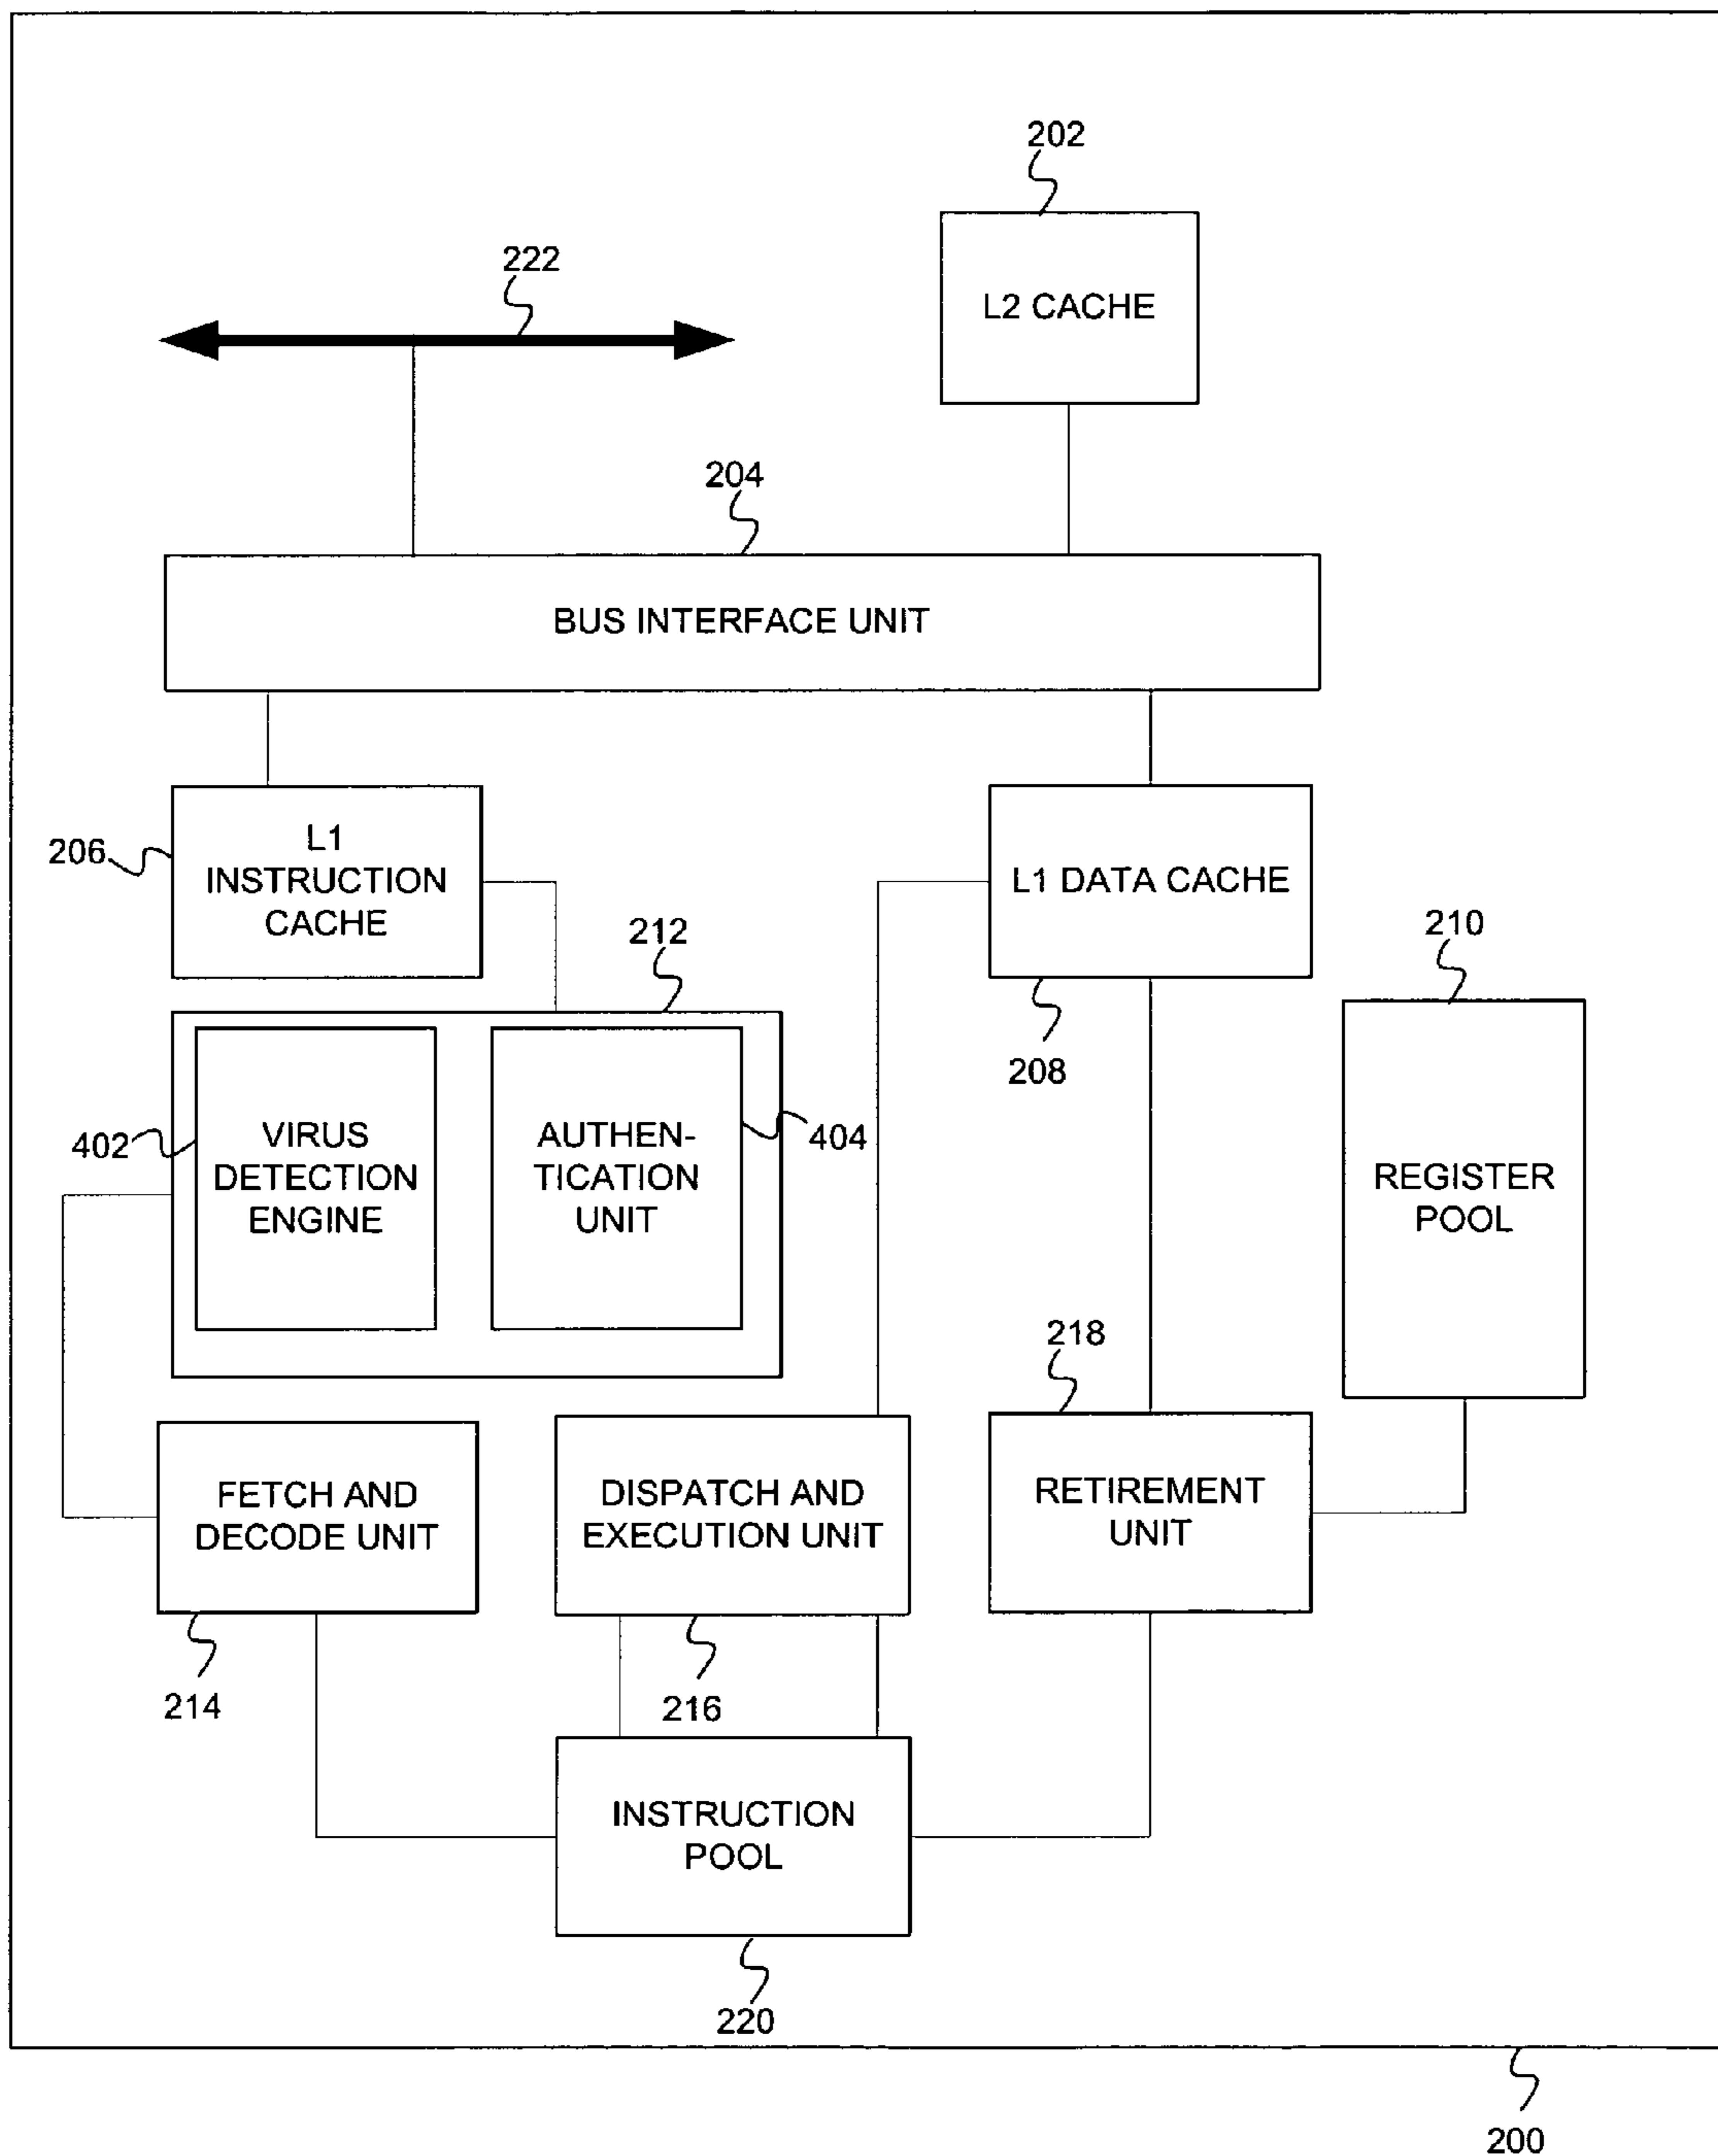 202
222
L2 CACHE
204
BUS INTERFACE UNIT
206
L1
INSTRUCTION
CACHE
L1 DATA CACHE
212
210
208
402
VIRUS
DETECTION
ENGINE
AUTHEN-
TICATION
UNIT
404
REGISTER
POOL
218
FETCH AND
DECODE UNIT
DISPATCH AND
EXECUTION UNIT
RETIREMENT
UNIT
214
216
INSTRUCTION
POOL
220
200